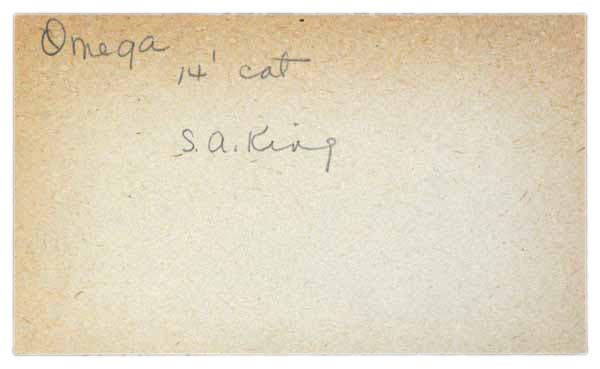 Omega
14' cat
S. A. King